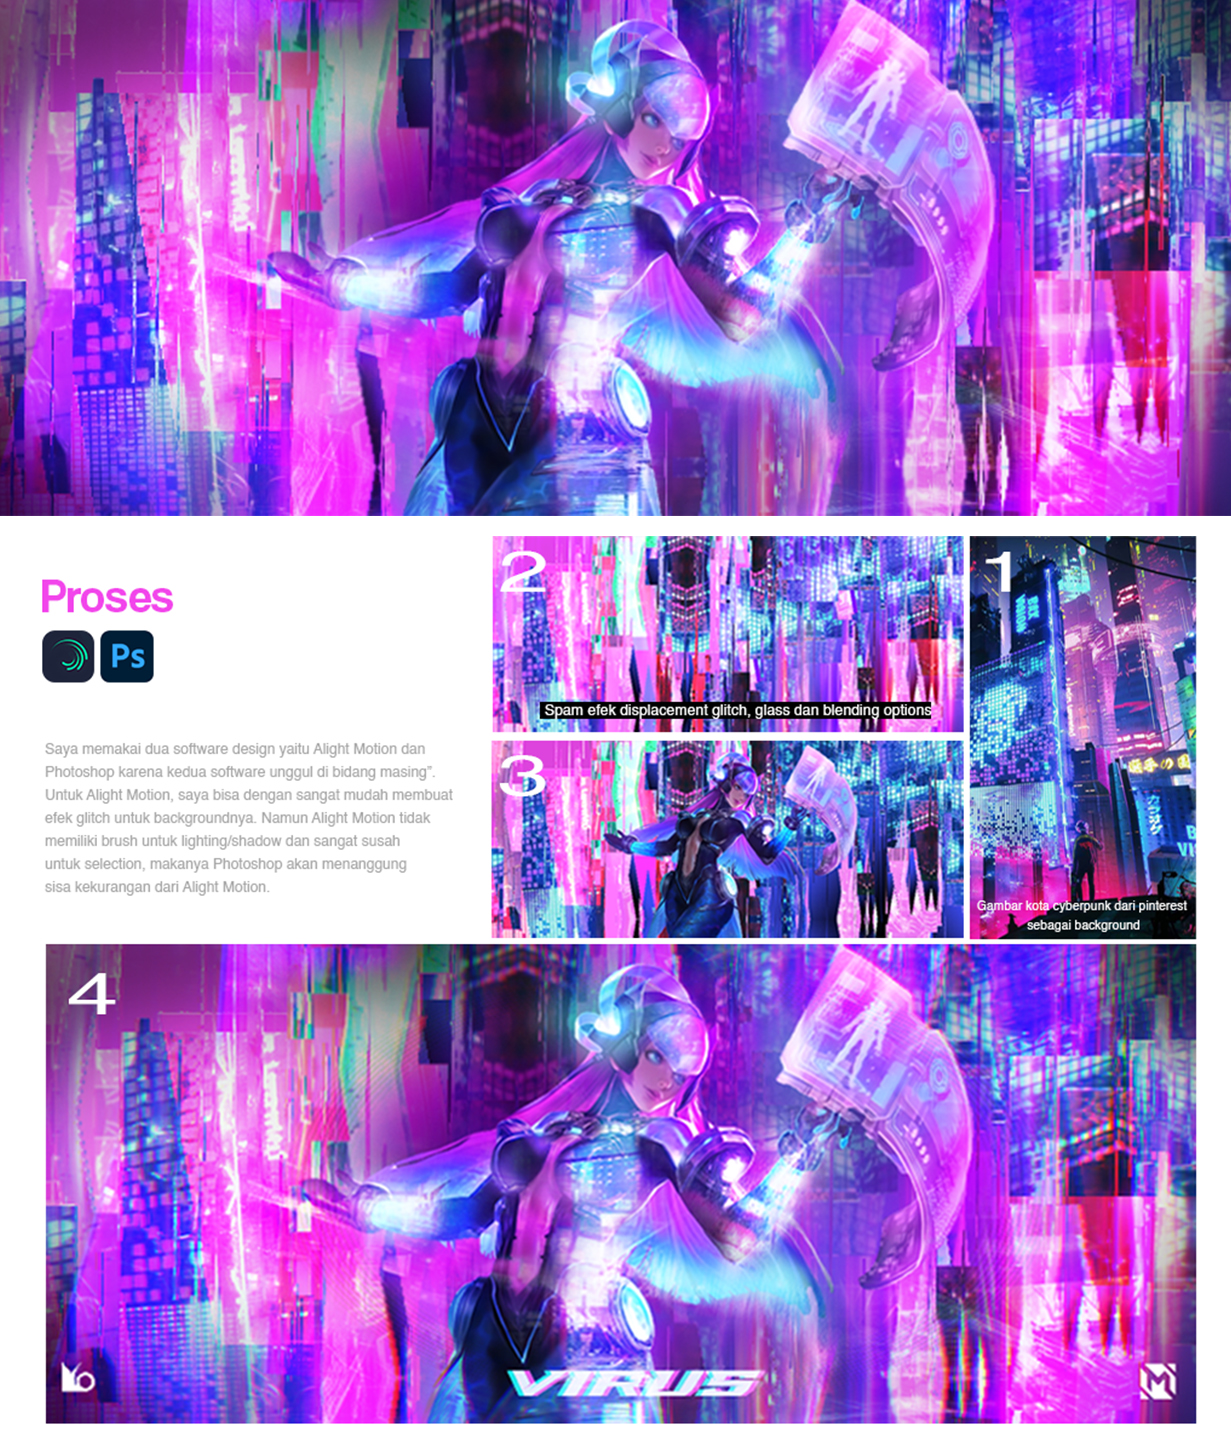 Proses
Ps
Saya memakai dua software design yaitu Alight Motion dan
Photoshop karena kedua software unggul di bidang masing”.
Untuk Alight Motion, saya bisa dengan sangat mudah membuat
efek glitch untuk backgroundnya. Namun Alight Motion tidak
memiliki brush untuk lighting/shadow dan sangat susah
untuk selection, makanya Photoshop akan menanggung
sisa kekurangan dari Alight Motion.
2
Spam efek displacement glitch, glass dan blending options
1
Gambar kota cyberpunk dari pinterest
sebagai background
3
4
VIRUS